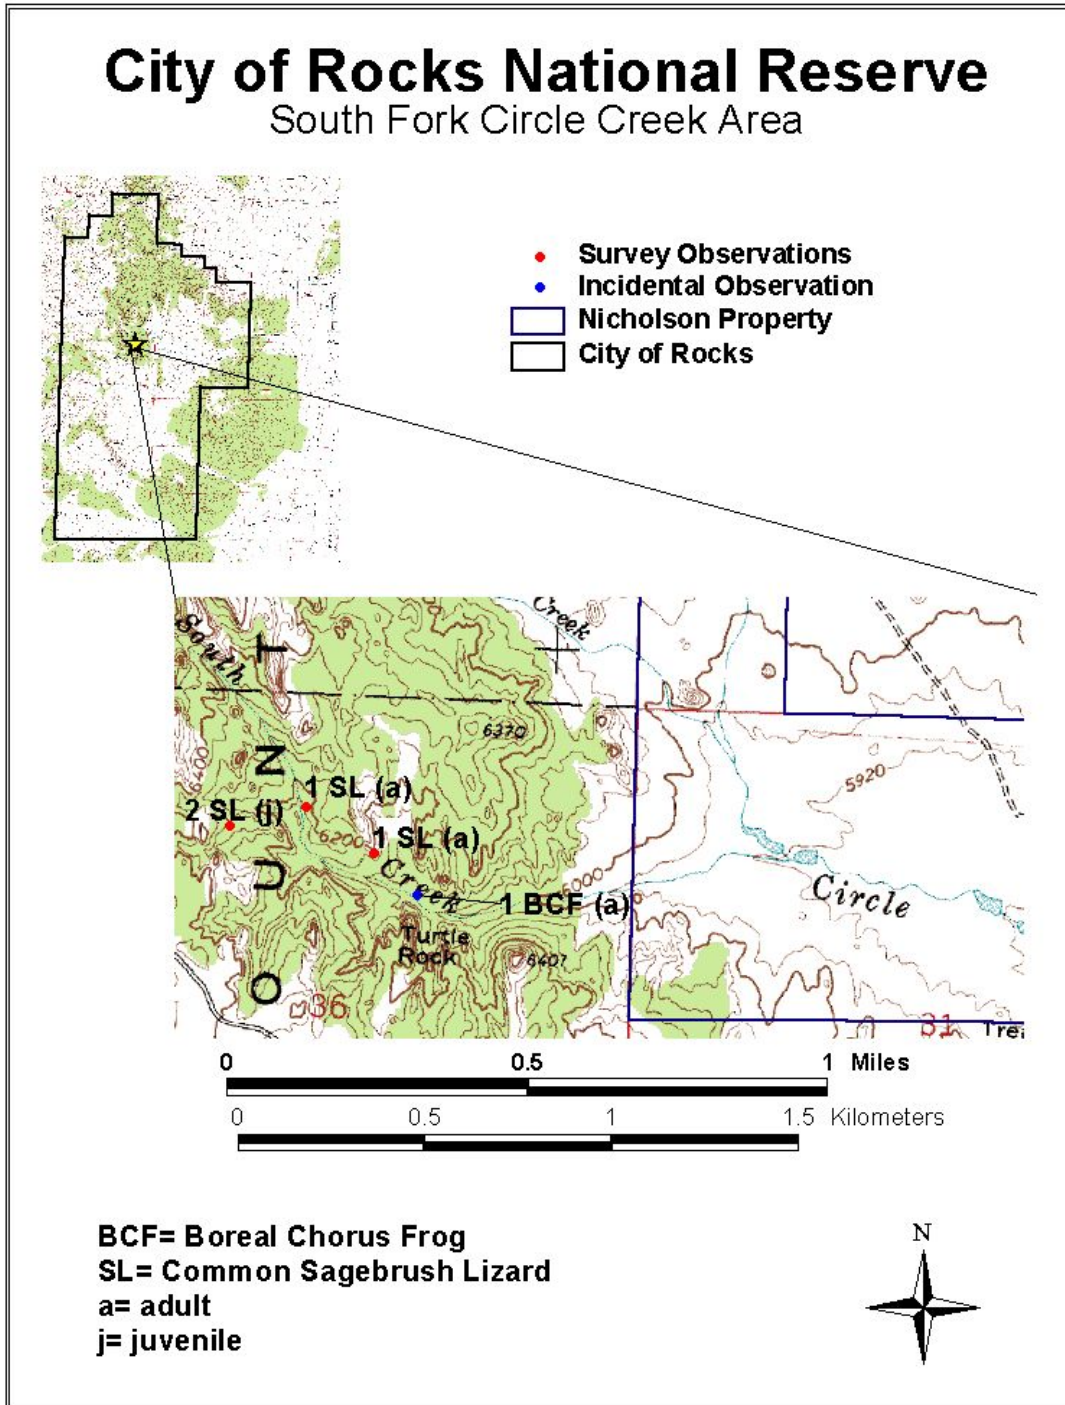 City of Rocks National Reserve
South Fork Circle Creek Area
Survey Observations
Incidental Observation
Nicholson Property
City of Rocks
Creek
South
T
6370
N
6400
5920
1 SL (a)
2 SL (j)
6200
1 SL (a)
U
Creek
6000
1 BCF (a)
Circle
Turtle
Rock
6407
O
36
31
0 0.5 1 Miles
0 0.5 1 1.5 Kilometers
BCF= Boreal Chorus Frog
SL= Common Sagebrush Lizard
a= adult
j= juvenile
N